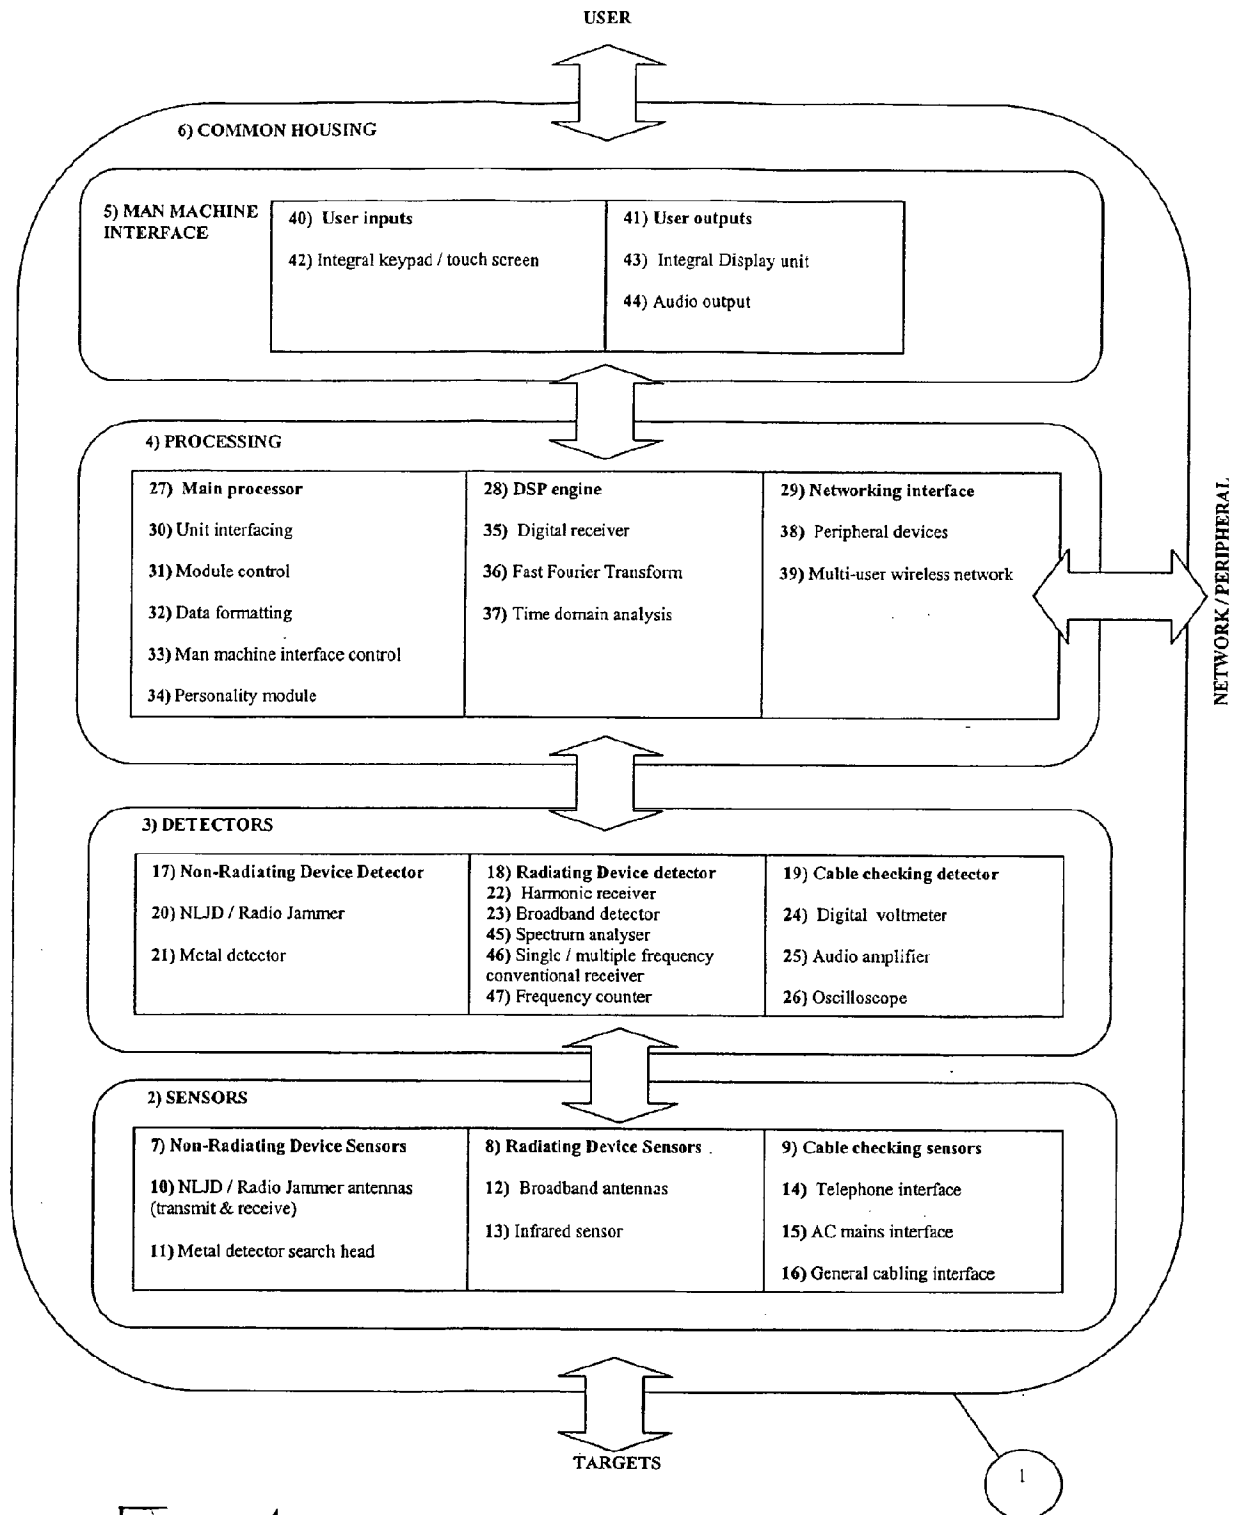 USER
6) COMMON HOUSING
5) MAN MACHINE
INTERFACE
40) User inputs
42) Integral keypad / touch screen
41) User outputs
43) Integral Display unit
44) Audio output
4) PROCESSING
27) Main processor
30) Unit interfacing
31) Module control
32) Data formatting
33) Man machine interface control
34) Personality module
28) DSP engine
35) Digital receiver
36) Fast Fourier Transform
37) Time domain analysis
29) Networking interface
38) Peripheral devices
39) Multi-user wireless network
NETWORK / PERIPHERAL
3) DETECTORS
17) Non-Radiating Device Detector
20) NLJD / Radio Jammer
21) Metal detector
18) Radiating Device detector
22) Harmonic receiver
23) Broadband detector
45) Spectrum analyser
46) Single / multiple frequency
conventional receiver
47) Frequency counter
19) Cable checking detector
24) Digital voltmeter
25) Audio amplifier
26) Oscilloscope
2) SENSORS
7) Non-Radiating Device Sensors
10) NLJD / Radio Jammer antennas
(transmit & receive)
11) Metal detector search head
8) Radiating Device Sensors
12) Broadband antennas
13) Infrared sensor
9) Cable checking sensors
14) Telephone interface
15) AC mains interface
16) General cabling interface
TARGETS
1